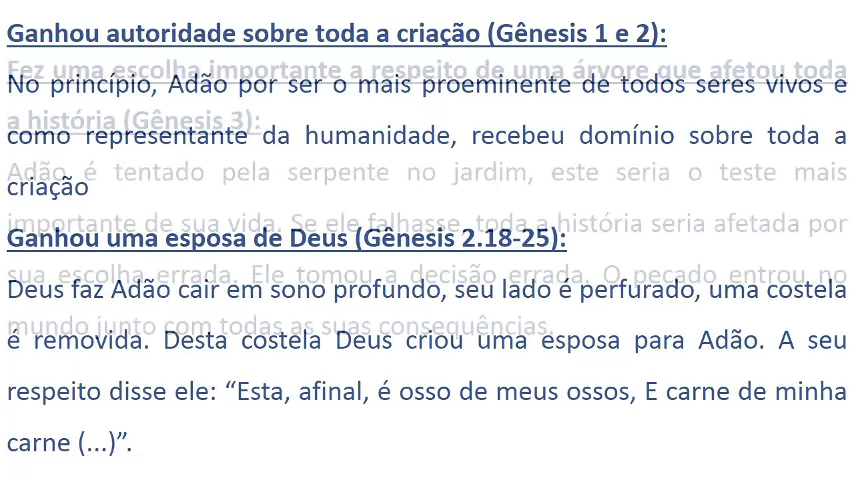 Ganhou autoridade sobre toda a criação (Gênesis 1 e 2):
No princípio, Adão por ser o mais proeminente de todos seres vivos e
como representante da humanidade, recebeu domínio sobre toda a
criação
Ganhou uma esposa de Deus (Gênesis 2.18-25):
Deus faz Adão cair em sono profundo, seu lado é perfurado, uma costela
é removida. Desta costela Deus criou uma esposa para Adão. A seu
respeito disse ele: “Esta, afinal, é osso de meus ossos, E carne de minha
carne (...)”.
Fez uma escolha importante a respeito de uma árvore que afetou toda
a história (Gênesis 3):
Adão é tentado pela serpente no jardim, este seria o teste mais
importante de sua vida. Se ele falhasse, toda a história seria afetada por
sua escolha errada. Ele tomou a decisão errada. O pecado entrou no
mundo junto com todas as suas consequências.